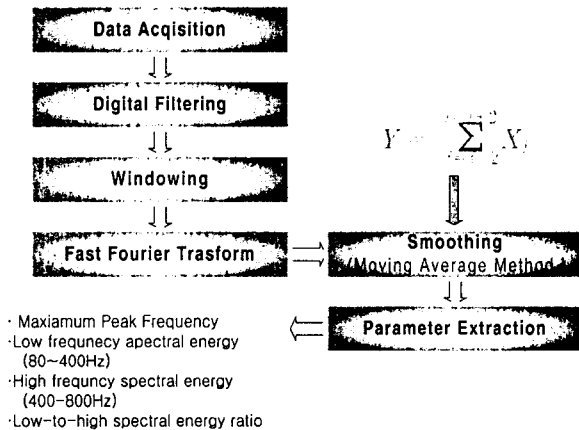 Data Acqisition
Digital Filtering
Windowing
Fast Fourier Trasform
Y = ∑ X
Smoothing
(Moving Average Method)
Parameter Extraction
· Maxiamum Peak Frequency
·Low frequnecy apectral energy
(80~400Hz)
·High frequncy spectral energy
(400-800Hz)
·Low-to-high spectral energy ratio